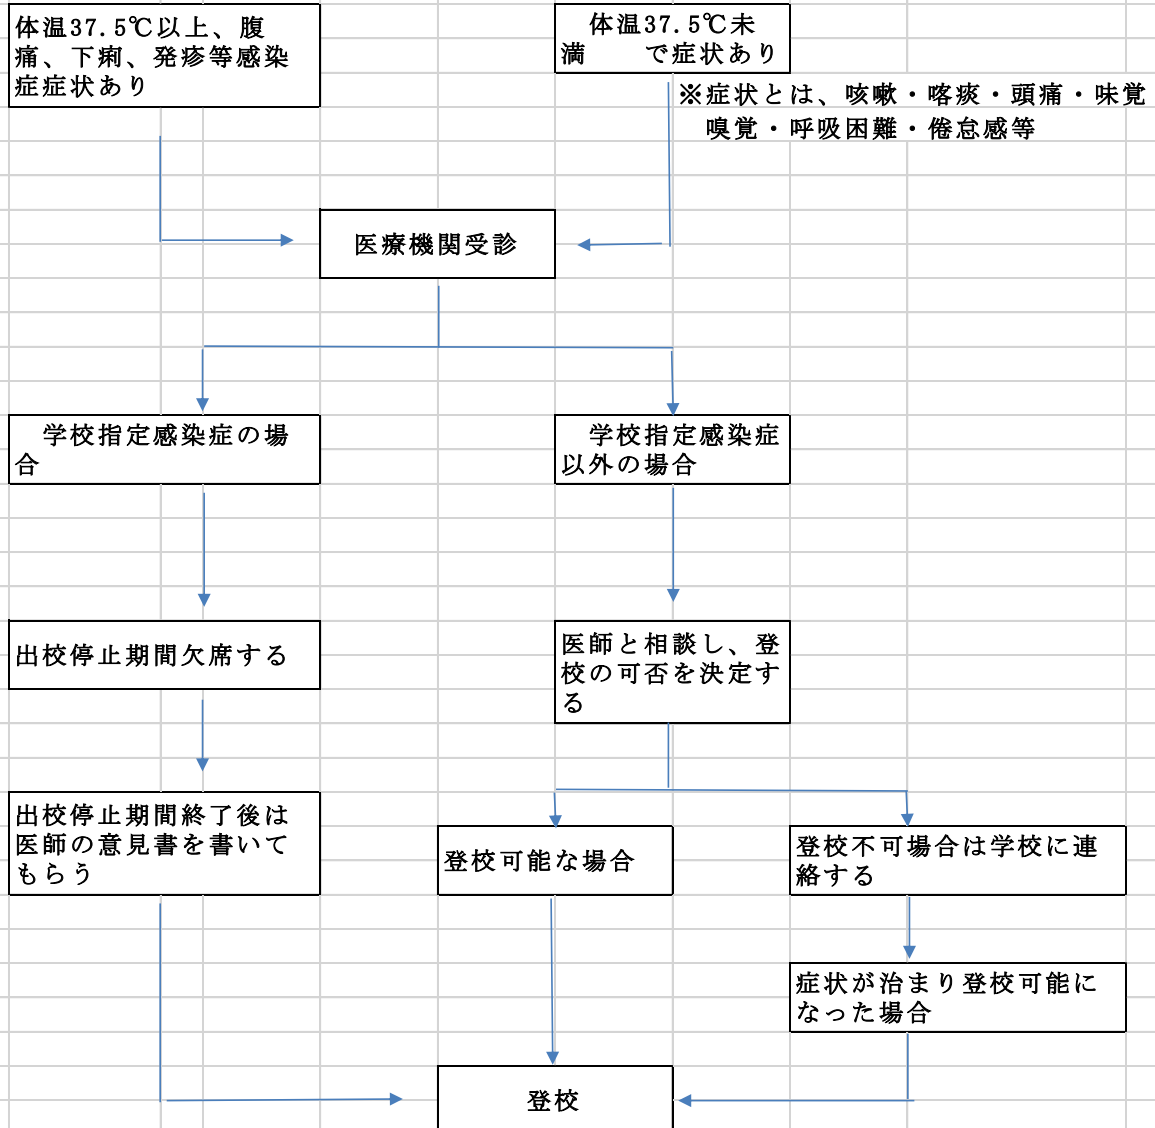 体温37.5℃以上、腹
痛、下痢、発疹等感染
症症状あり
体温37.5℃未
満　　で症状あり
※症状とは、咳嗽・喀痰・頭痛・味覚
嗅覚・呼吸困難・倦怠感等
医療機関受診
学校指定感染症の場
合
学校指定感染症
以外の場合
出校停止期間欠席する
医師と相談し、登
校の可否を決定す
る
出校停止期間終了後は
医師の意見書を書いて
もらう
登校可能な場合
登校不可場合は学校に連
絡する
症状が治まり登校可能に
なった場合
登校